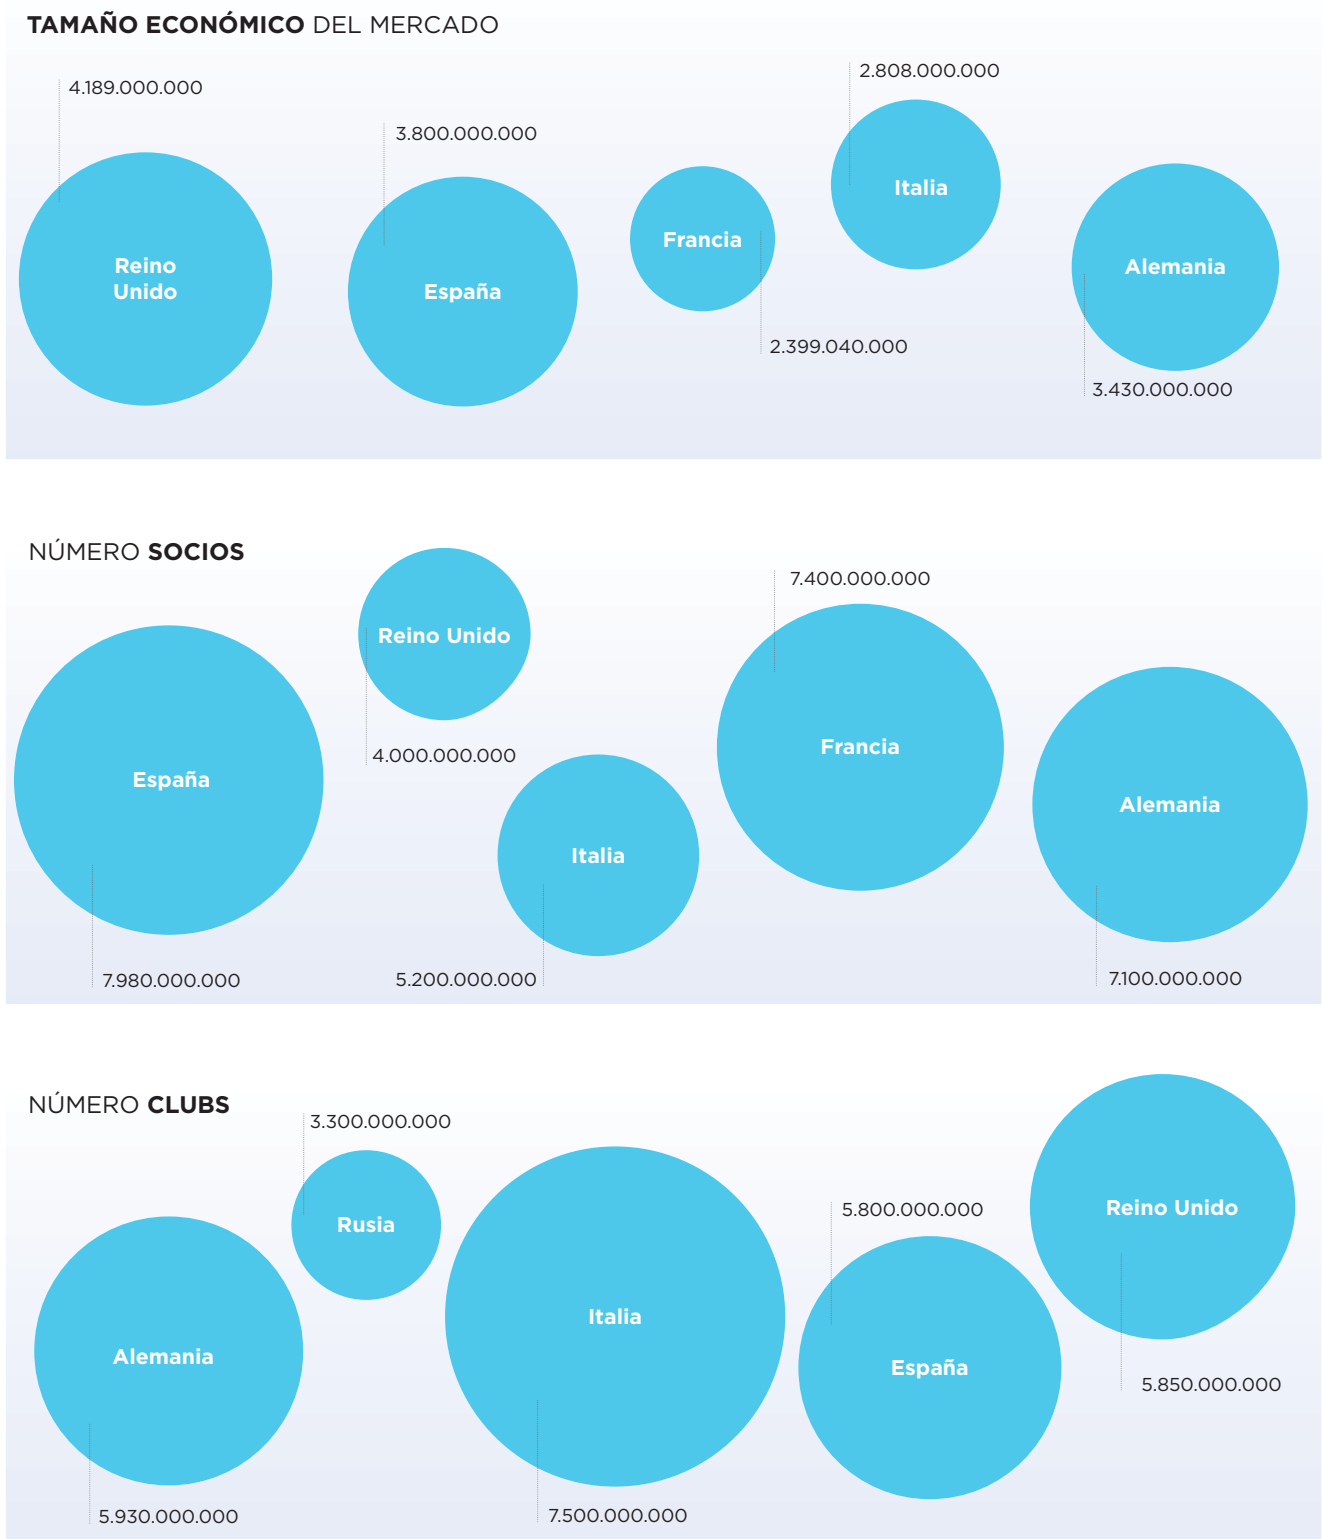 TAMAÑO ECONÓMICO DEL MERCADO
4.189.000.000
Reino
Unido
3.800.000.000
España
Francia
2.399.040.000
2.808.000.000
Italia
Alemania
3.430.000.000
NÚMERO SOCIOS
España
7.980.000.000
Reino Unido
4.000.000.000
Italia
5.200.000.000
7.400.000.000
Francia
Alemania
7.100.000.000
NÚMERO CLUBS
Alemania
5.930.000.000
3.300.000.000
Rusia
Italia
7.500.000.000
5.800.000.000
España
Reino Unido
5.850.000.000